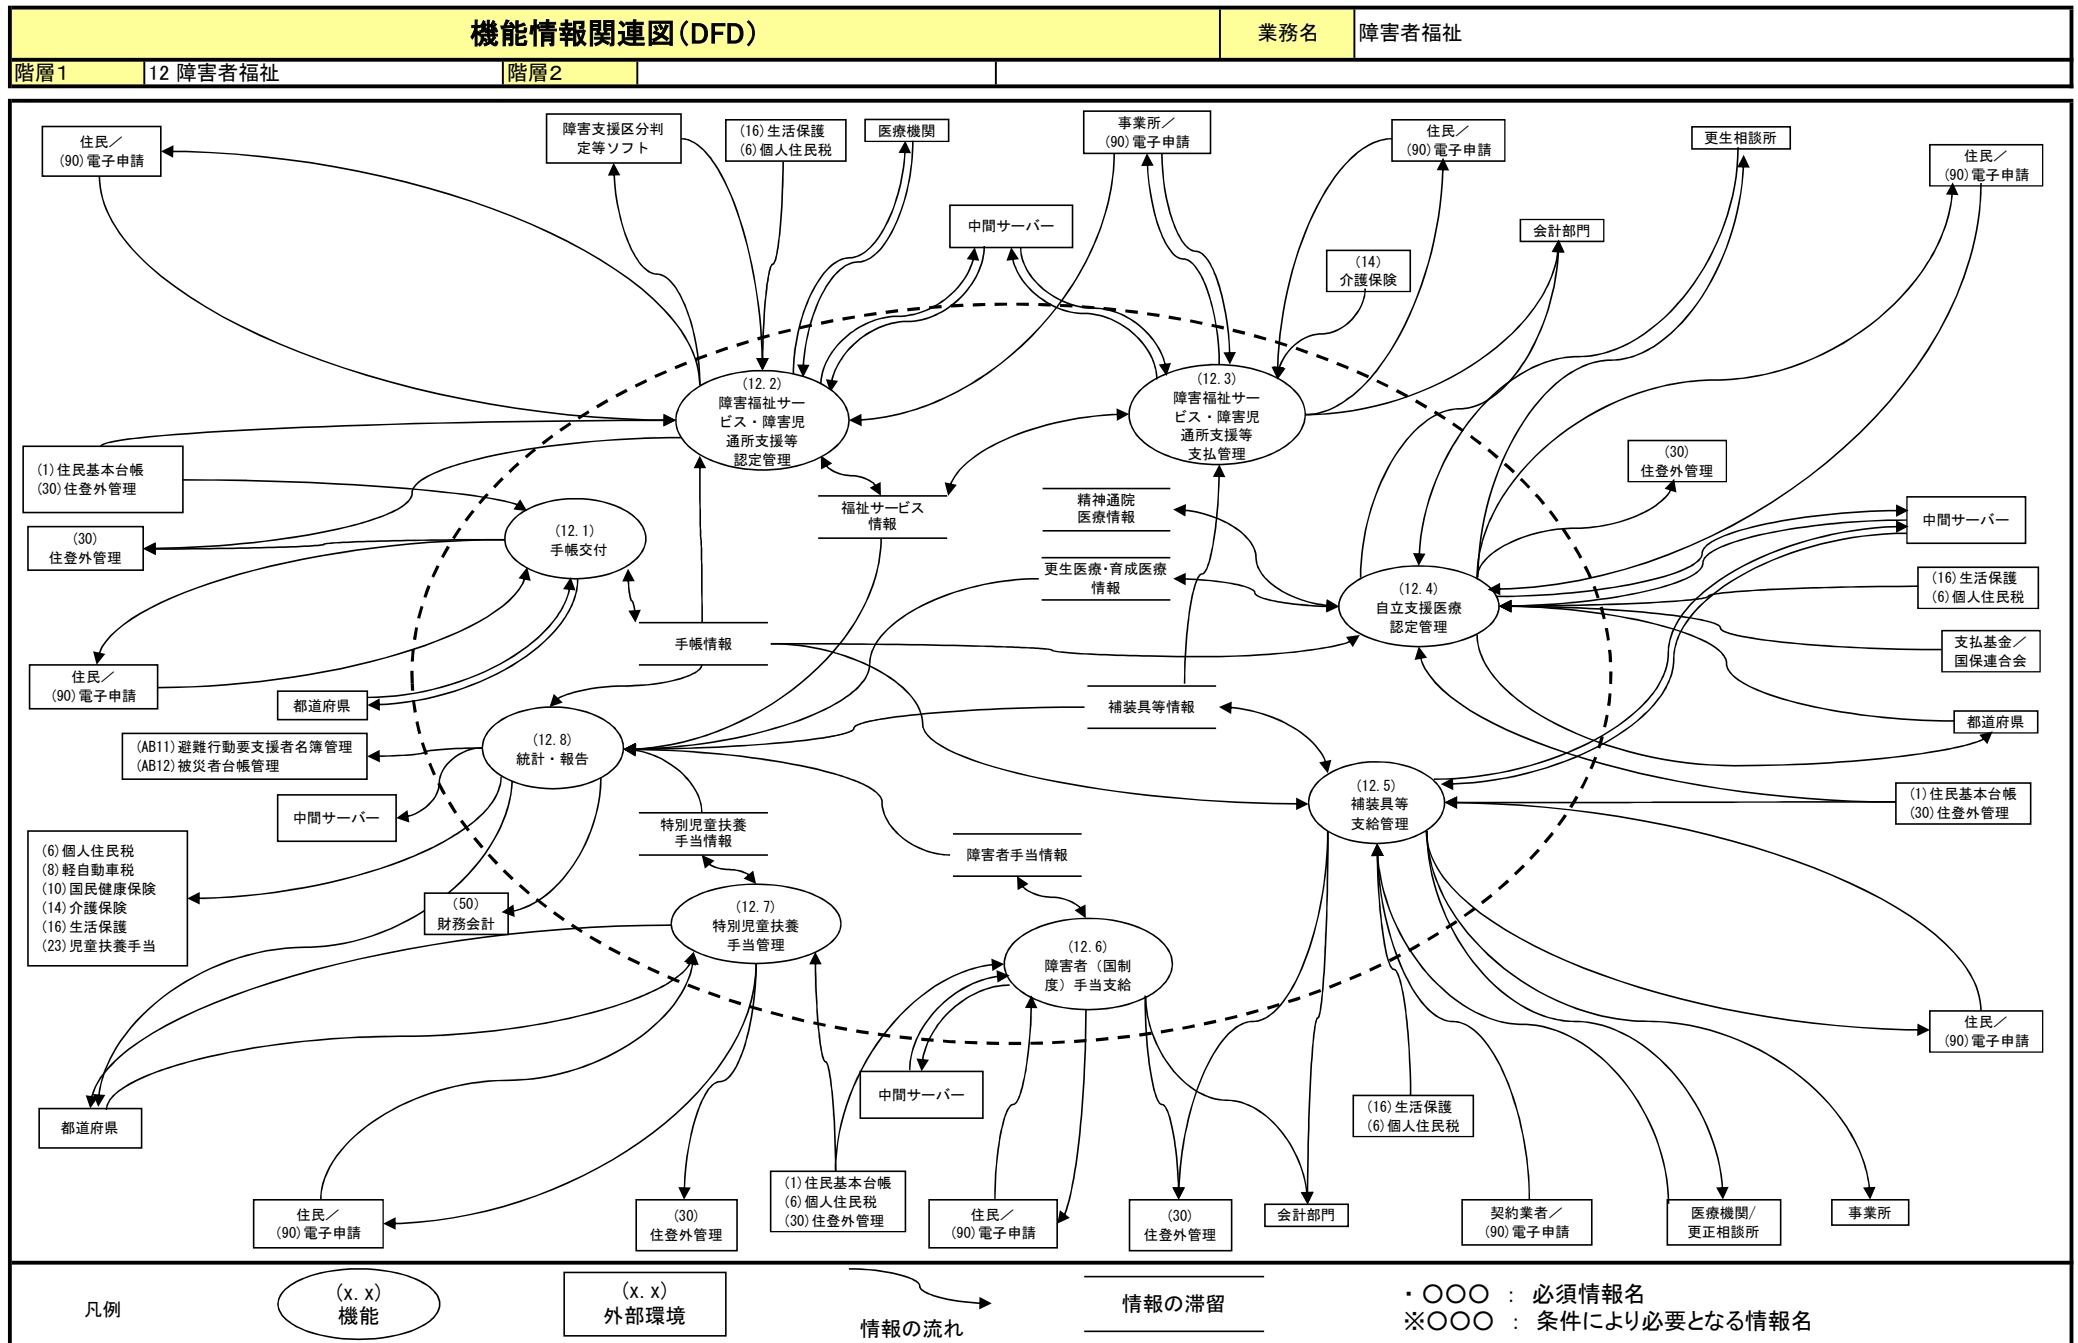 機能情報関連図(DFD)
業務名
障害者福祉
階層1
12 障害者福祉
階層2
住民／
(90)電子申請
障害支援区分判
定等ソフト
(16)生活保護
(6)個人住民税
医療機関
事業所／
(90)電子申請
住民／
(90)電子申請
更生相談所
住民／
(90)電子申請
中間サーバー
会計部門
(14)
介護保険
(12.2)
障害福祉サー
ビス・障害児
通所支援等
認定管理
(12.3)
障害福祉サー
ビス・障害児
通所支援等
支払管理
(1)住民基本台帳
(30)住登外管理
(30)
住登外管理
(12.1)
手帳交付
福祉サービス
情報
精神通院
医療情報
(30)
住登外管理
中間サーバー
更生医療・育成医療
情報
(12.4)
自立支援医療
認定管理
(16)生活保護
(6)個人住民税
手帳情報
支払基金／
国保連合会
住民／
(90)電子申請
都道府県
補装具等情報
都道府県
(AB11)避難行動要支援者名簿管理
(AB12)被災者台帳管理
(12.8)
統計・報告
中間サーバー
(12.5)
補装具等
支給管理
(1)住民基本台帳
(30)住登外管理
特別児童扶養
手当情報
障害者手当情報
(6)個人住民税
(8)軽自動車税
(10)国民健康保険
(14)介護保険
(16)生活保護
(23)児童扶養手当
(50)
財務会計
(12.7)
特別児童扶養
手当管理
(12.6)
障害者（国制
度）手当支給
住民／
(90)電子申請
中間サーバー
(16)生活保護
(6)個人住民税
都道府県
住民／
(90)電子申請
(30)
住登外管理
(1)住民基本台帳
(6)個人住民税
(30)住登外管理
住民／
(90)電子申請
(30)
住登外管理
会計部門
契約業者／
(90)電子申請
医療機関/
更正相談所
事業所
凡例
(x.x)
機能
(x.x)
外部環境
情報の流れ
情報の滞留
・〇〇〇 ： 必須情報名
※〇〇〇 ： 条件により必要となる情報名